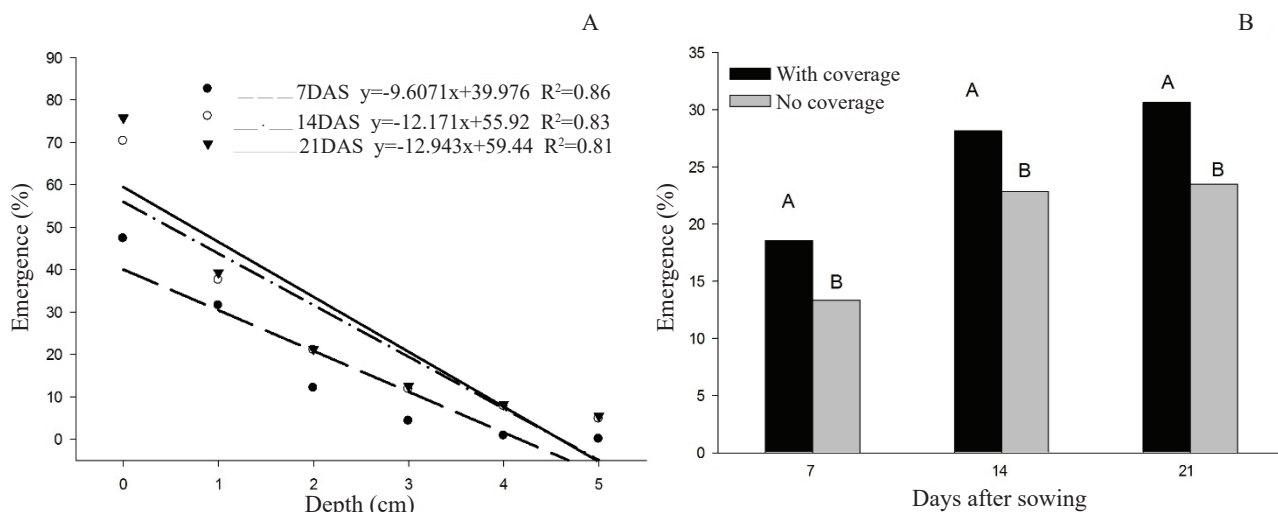 A
90
80
70
60
50
40
30
20
10
0
Emergence (%)
7DAS y=-9.6071x+39.976 R²=0.86
14DAS y=-12.171x+55.92 R²=0.83
21DAS y=-12.943x+59.44 R²=0.81
0 1 2 3 4 5
Depth (cm)
B
35
30
25
20
15
10
5
0
Emergence (%)
With coverage
No coverage
A
B
A
B
A
B
7 14 21
Days after sowing